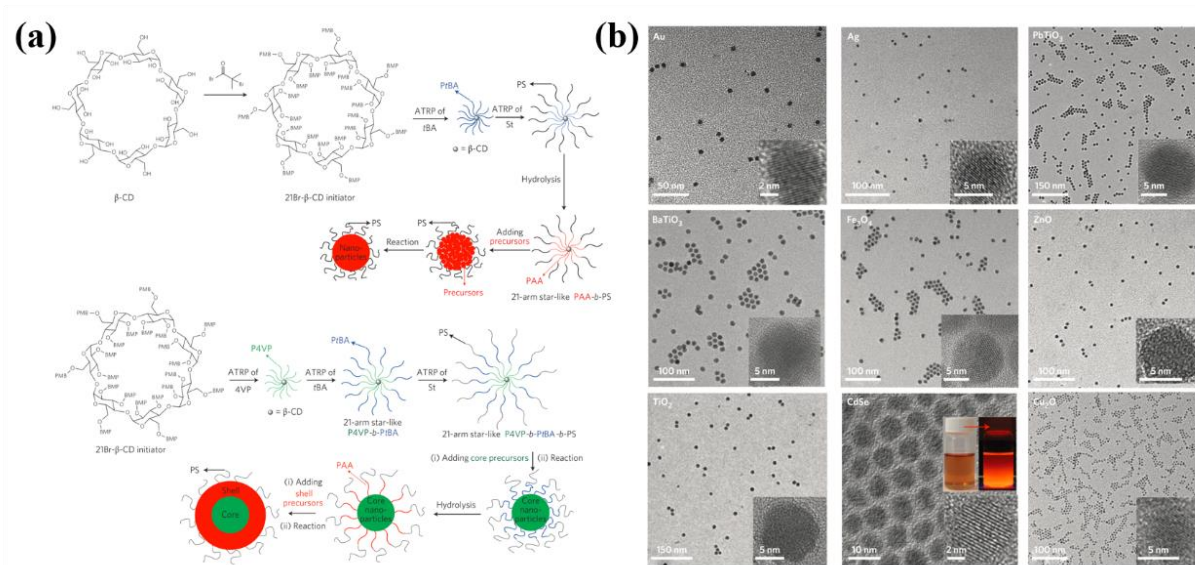 (a)
β-CD
21Br-β-CD initiator
ATRP of
tBA
PtBA
= β-CD
ATRP of
St
PS
Hydrolysis
PAA
21-arm star-like PAA-b-PS
Adding
precursors
PS
Precursors
Reaction
PS
Nano-
particles
21Br-β-CD initiator
ATRP of
4VP
P4VP
= β-CD
ATRP of
tBA
PtBA
21-arm star-like
P4VP-b-PtBA
ATRP of
St
PS
21-arm star-like P4VP-b-PtBA-b-PS
(i) Adding core precursors
(ii) Reaction
Core
nano-
particles
Hydrolysis
PAA
Core
nano-
particles
(i) Adding
shell
precursors
(ii) Reaction
PS
Shell
Core
(b)
Au
50 nm
2 nm
Ag
100 nm
5 nm
PbTiO3
150 nm
5 nm
BaTiO3
100 nm
5 nm
Fe3O4
100 nm
5 nm
ZnO
100 nm
5 nm
TiO2
150 nm
5 nm
CdSe
10 nm
2 nm
Cu2O
100 nm
5 nm